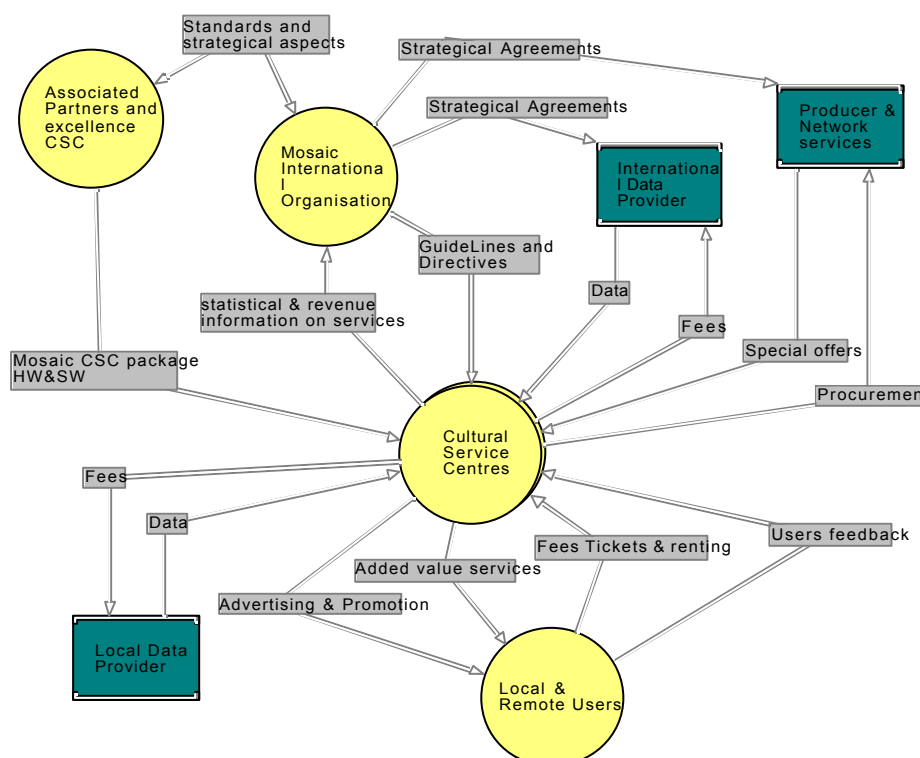 Standards and
strategical aspects
Strategical Agreements
Associated
Partners and
excellence
CSC
Strategical Agreements
Producer &
Network
services
Mosaic
Internationa
l
Organisation
Internationa
l Data
Provider
GuideLines and
Directives
Data
statistical & revenue
information on services
Fees
Special offers
Mosaic CSC package
HW&SW
Procuremen
Cultural
Service
Centres
Fees
Data
Users feedback
Fees Tickets & renting
Added value services
Advertising & Promotion
Local Data
Provider
Local &
Remote Users